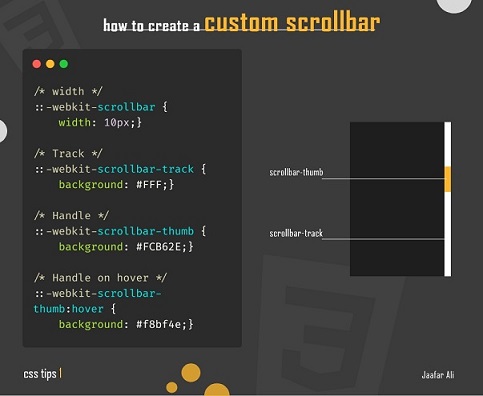 how to create a custom scrollbar
/* width */
::-webkit-scrollbar {
width: 10px;}
/* Track */
::-webkit-scrollbar-track {
background: #FFF;}
/* Handle */
::-webkit-scrollbar-thumb {
background: #FCB62E;}
/* Handle on hover */
::-webkit-scrollbar-
thumb:hover {
background: #f8bf4e;}
scrollbar-thumb
scrollbar-track
css tips
Jaafar Ali